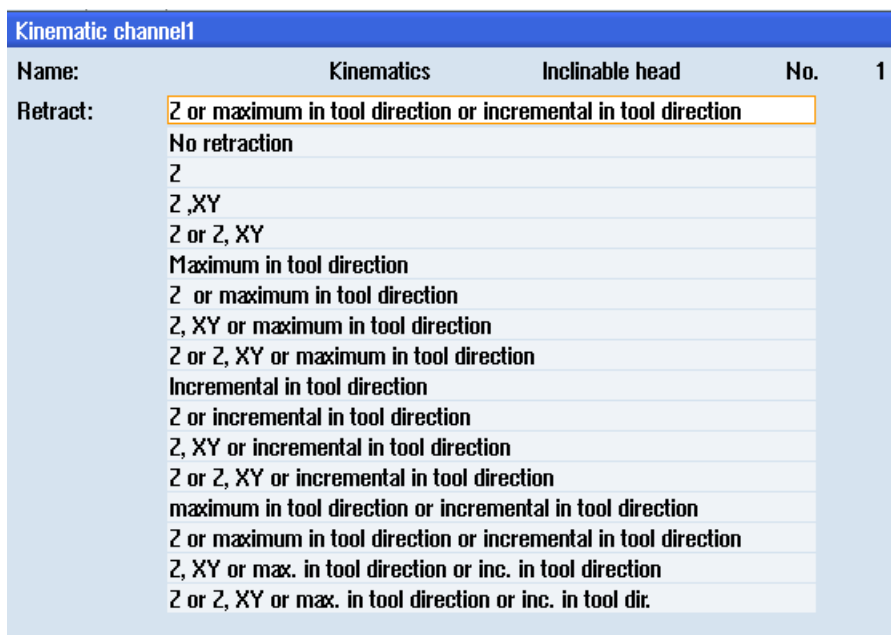 Kinematic channel1
Name: Kinematics Inclinable head No. 1
Retract: Z or maximum in tool direction or incremental in tool direction
No retraction
Z
Z ,XY
Z or Z, XY
Maximum in tool direction
Z or maximum in tool direction
Z, XY or maximum in tool direction
Z or Z, XY or maximum in tool direction
Incremental in tool direction
Z or incremental in tool direction
Z, XY or incremental in tool direction
Z or Z, XY or incremental in tool direction
maximum in tool direction or incremental in tool direction
Z or maximum in tool direction or incremental in tool direction
Z, XY or max. in tool direction or inc. in tool direction
Z or Z, XY or max. in tool direction or inc. in tool dir.